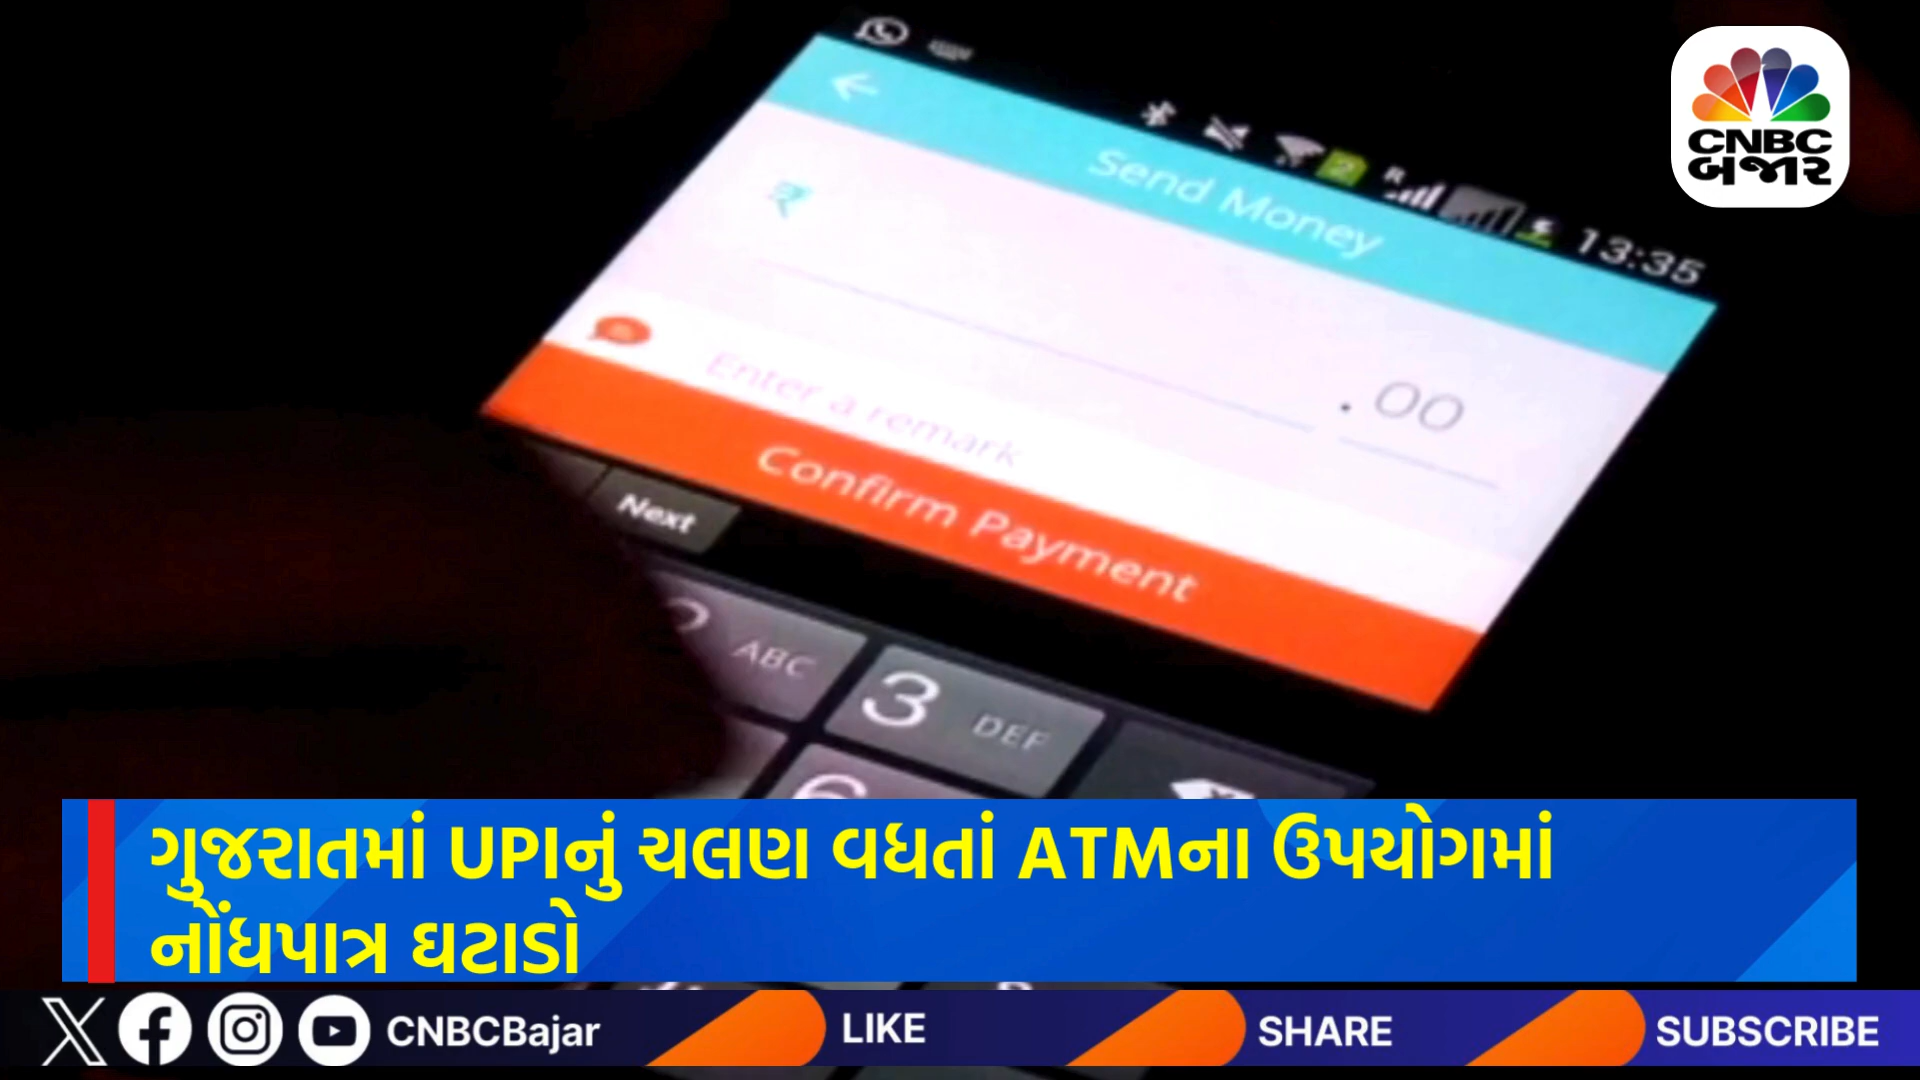 13:35
Send Money
₹
. 00
Enter a remark
Confirm Payment
Next
ABC
3 DEF
6
CNBC
બજાર
ગુજરાતમાં UPIનું ચલણ વધતાં ATMના ઉપયોગમાં
નોંધપાત્ર ઘટાડો
CNBCBajar LIKE SHARE SUBSCRIBE